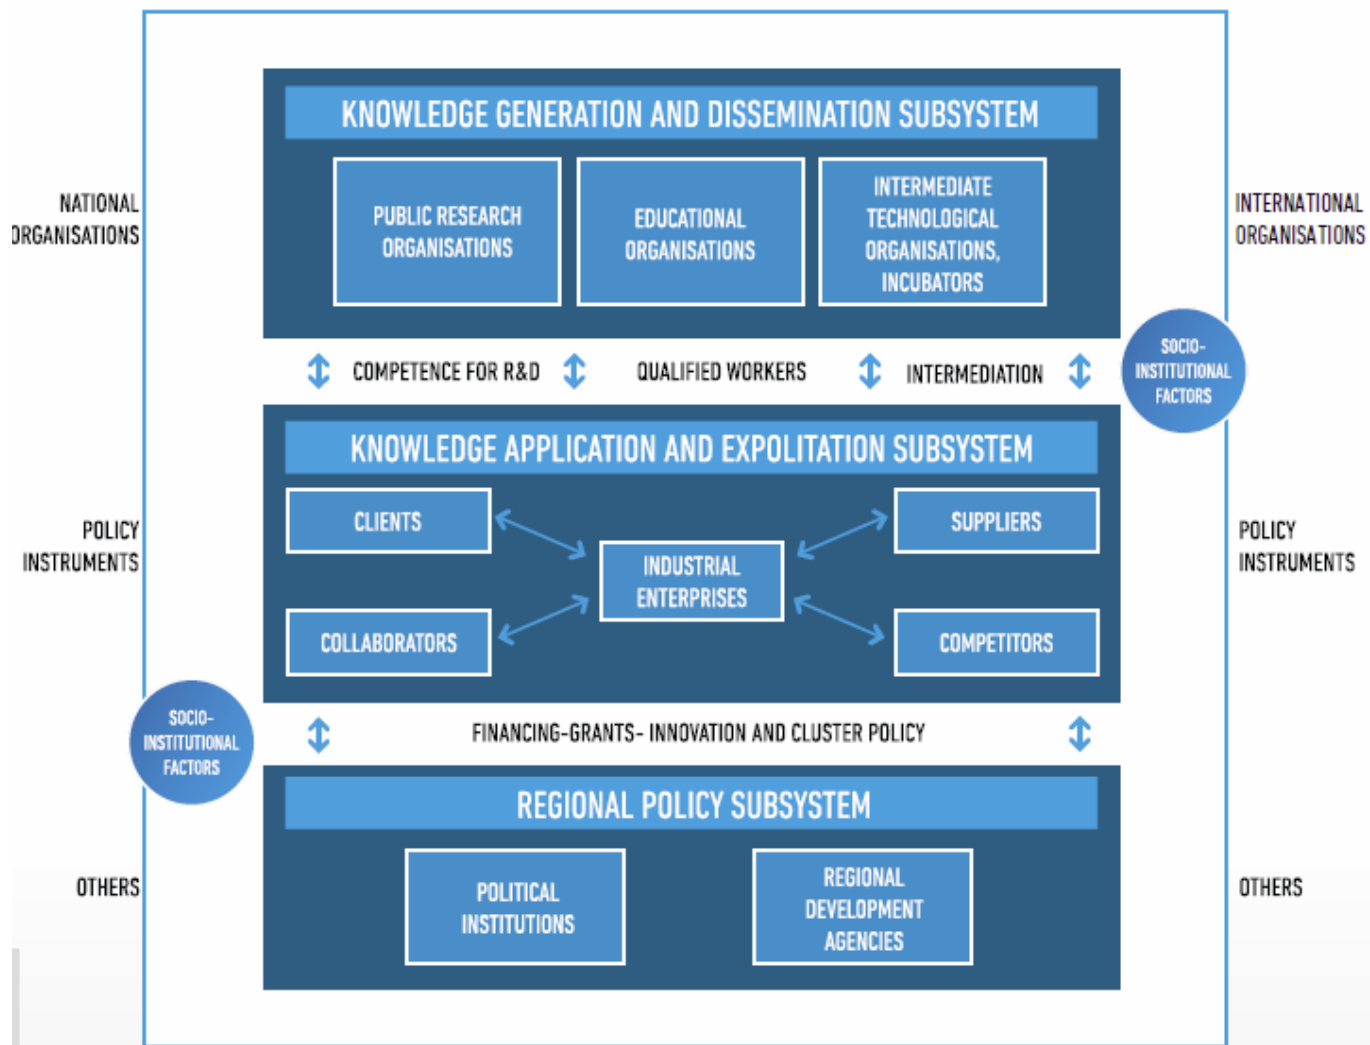 KNOWLEDGE GENERATION AND DISSEMINATION SUBSYSTEM
PUBLIC RESEARCH
ORGANISATIONS
EDUCATIONAL
ORGANISATIONS
INTERMEDIATE
TECHNOLOGICAL
ORGANISATIONS,
INCUBATORS
NATIONAL
ORGANISATIONS
INTERNATIONAL
ORGANISATIONS
COMPETENCE FOR R&D
QUALIFIED WORKERS
INTERMEDIATION
SOCIO-
INSTITUTIONAL
FACTORS
KNOWLEDGE APPLICATION AND EXPOLITATION SUBSYSTEM
CLIENTS
SUPPLIERS
INDUSTRIAL
ENTERPRISES
COLLABORATORS
COMPETITORS
POLICY
INSTRUMENTS
POLICY
INSTRUMENTS
SOCIO-
INSTITUTIONAL
FACTORS
FINANCING-GRANTS- INNOVATION AND CLUSTER POLICY
REGIONAL POLICY SUBSYSTEM
POLITICAL
INSTITUTIONS
REGIONAL
DEVELOPMENT
AGENCIES
OTHERS
OTHERS